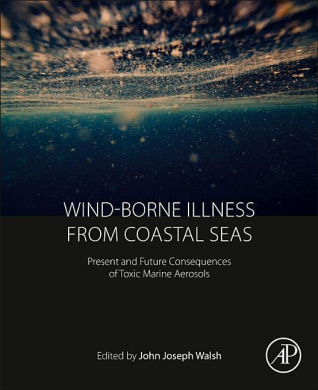 WIND-BORNE ILLNESS
FROM COASTAL SEAS
Present and Future Consequences
of Toxic Marine Aerosols
Edited by John Joseph Walsh
AP